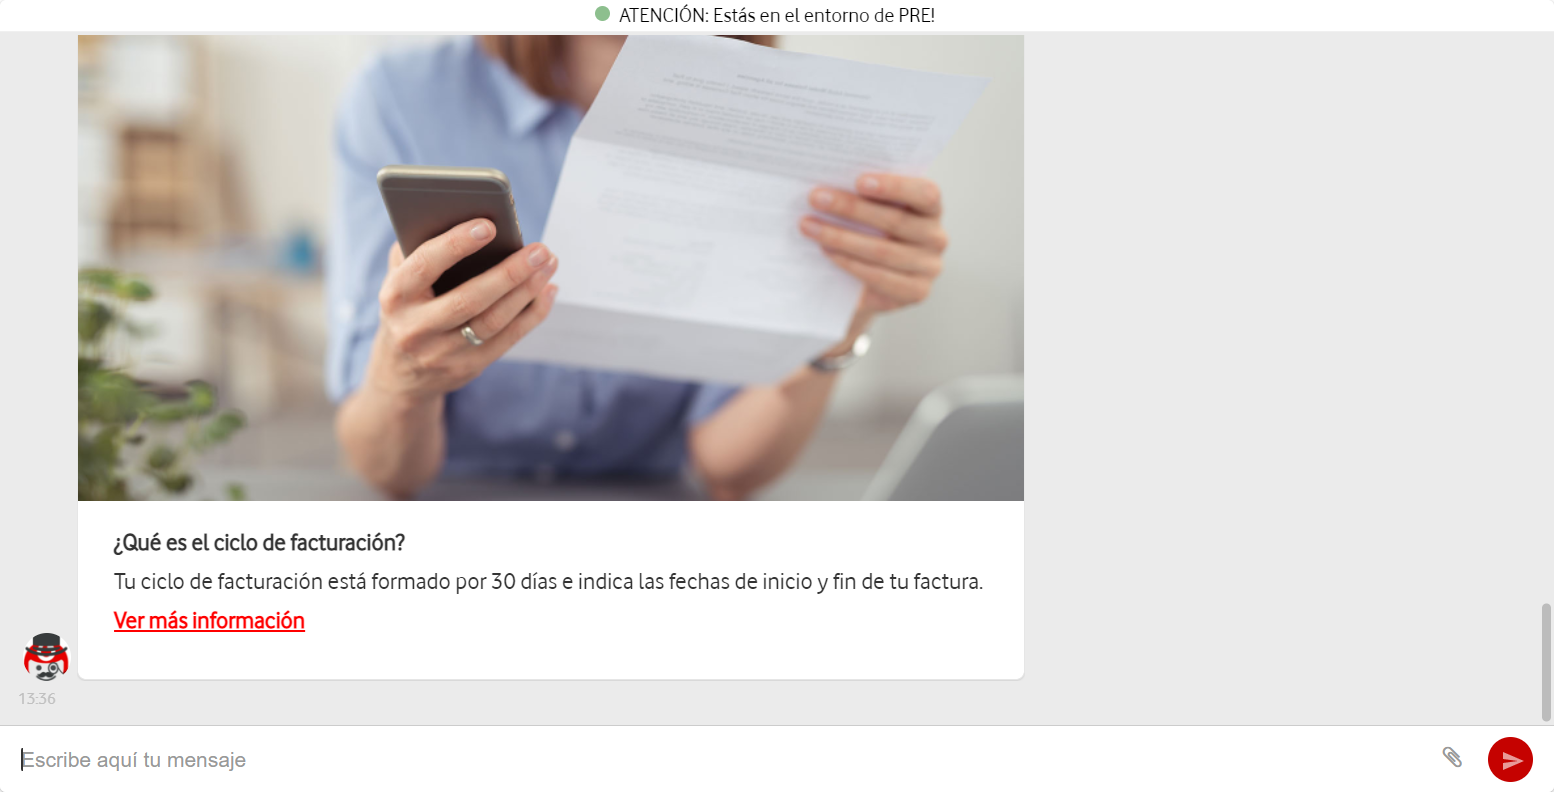 ATENCIÓN: Estás en el entorno de PRE!
¿Qué es el ciclo de facturación?
Tu ciclo de facturación está formado por 30 días e indica las fechas de inicio y fin de tu factura.
Ver más información
13:36
Escribe aquí tu mensaje